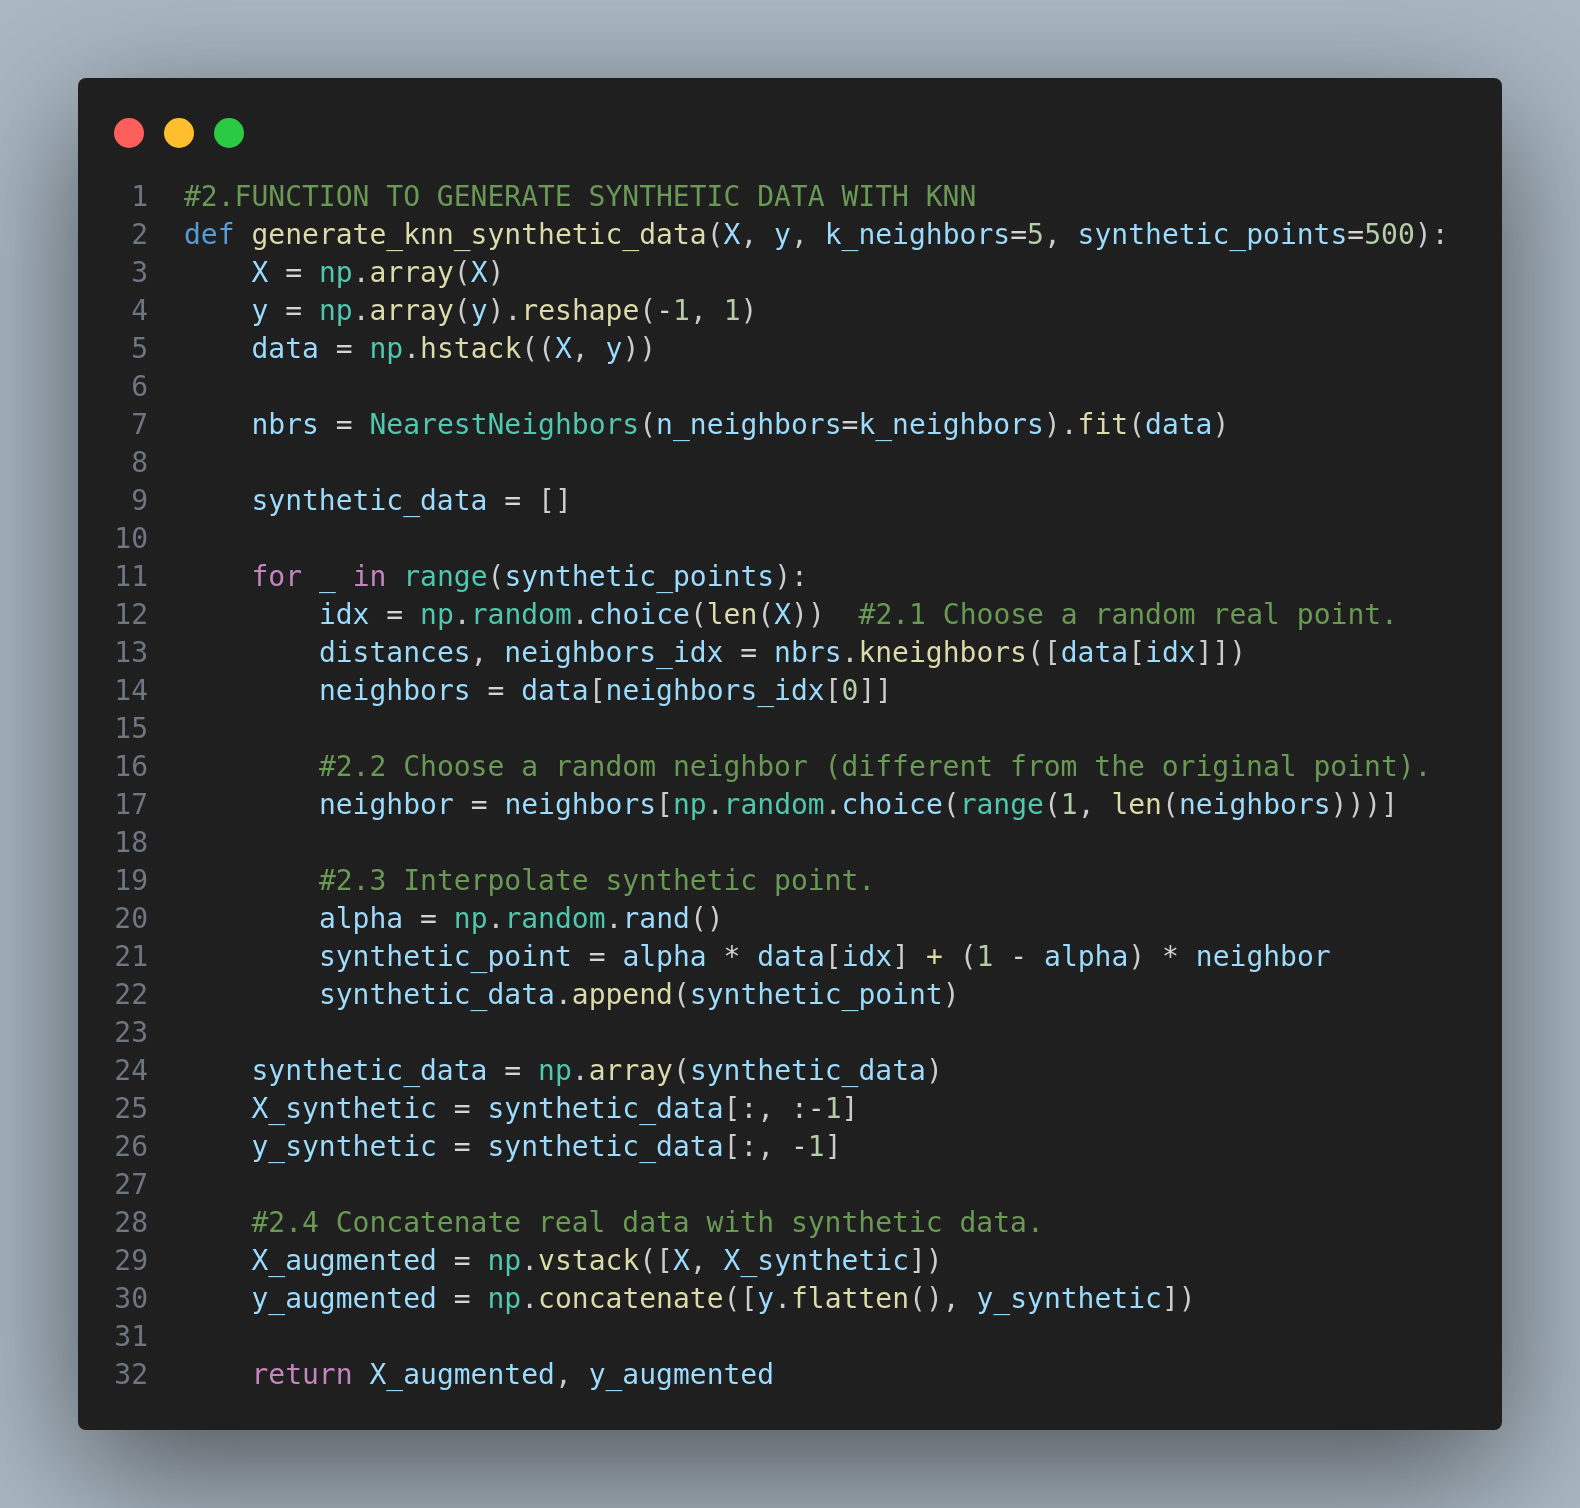 1 #2.FUNCTION TO GENERATE SYNTHETIC DATA WITH KNN
2 def generate_knn_synthetic_data(X, y, k_neighbors=5, synthetic_points=500):
3     X = np.array(X)
4     y = np.array(y).reshape(-1, 1)
5     data = np.hstack((X, y))
6
7     nbrs = NearestNeighbors(n_neighbors=k_neighbors).fit(data)
8
9     synthetic_data = []
10
11     for _ in range(synthetic_points):
12         idx = np.random.choice(len(X))  #2.1 Choose a random real point.
13         distances, neighbors_idx = nbrs.kneighbors([data[idx]])
14         neighbors = data[neighbors_idx[0]]
15
16         #2.2 Choose a random neighbor (different from the original point).
17         neighbor = neighbors[np.random.choice(range(1, len(neighbors)))]
18
19         #2.3 Interpolate synthetic point.
20         alpha = np.random.rand()
21         synthetic_point = alpha * data[idx] + (1 - alpha) * neighbor
22         synthetic_data.append(synthetic_point)
23
24     synthetic_data = np.array(synthetic_data)
25     X_synthetic = synthetic_data[:, :-1]
26     y_synthetic = synthetic_data[:, -1]
27
28     #2.4 Concatenate real data with synthetic data.
29     X_augmented = np.vstack([X, X_synthetic])
30     y_augmented = np.concatenate([y.flatten(), y_synthetic])
31
32     return X_augmented, y_augmented